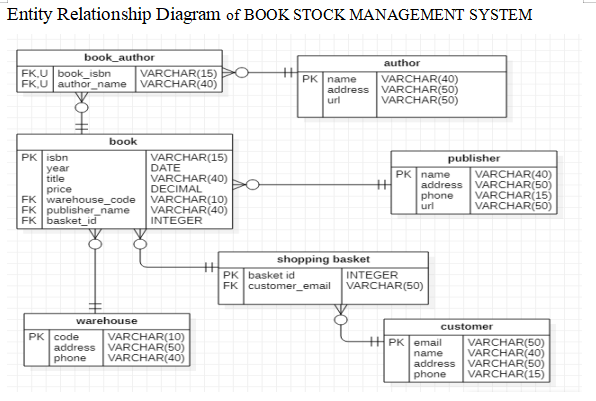 Entity Relationship Diagram of BOOK STOCK MANAGEMENT SYSTEM
book_author
FK,U book_isbn VARCHAR(15)
FK,U author_name VARCHAR(40)
author
PK name VARCHAR(40)
address VARCHAR(50)
url VARCHAR(50)
book
PK isbn VARCHAR(15)
year DATE
title VARCHAR(40)
price DECIMAL
FK warehouse_code VARCHAR(10)
FK publisher_name VARCHAR(40)
FK basket_id INTEGER
publisher
PK name VARCHAR(40)
address VARCHAR(50)
phone VARCHAR(15)
url VARCHAR(50)
shopping basket
PK basket id INTEGER
FK customer_email VARCHAR(50)
warehouse
PK code VARCHAR(10)
address VARCHAR(50)
phone VARCHAR(40)
customer
PK email VARCHAR(50)
name VARCHAR(40)
address VARCHAR(50)
phone VARCHAR(15)